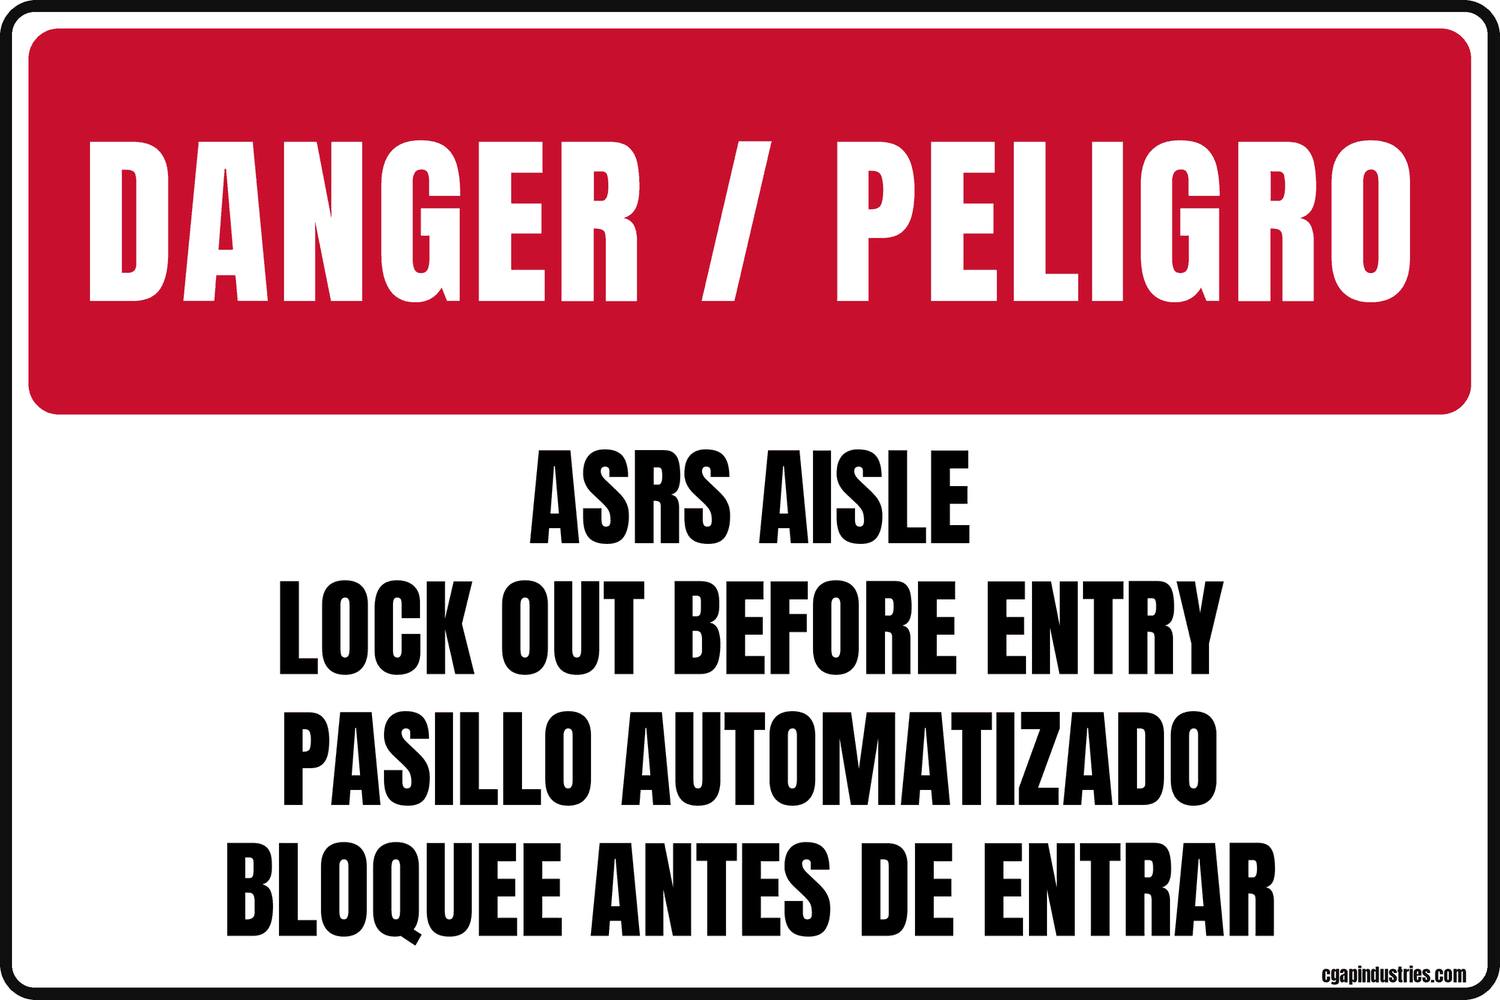 DANGER / PELIGRO
ASRS AISLE
LOCK OUT BEFORE ENTRY
PASILLO AUTOMATIZADO
BLOQUEE ANTES DE ENTRAR
cgapindustries.com